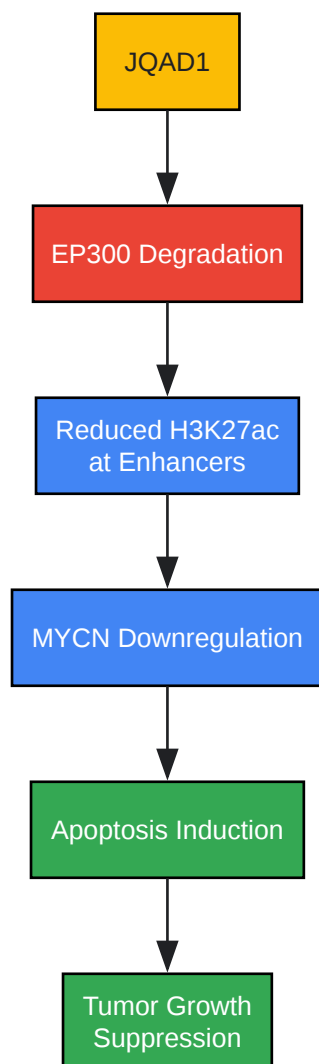 JQAD1
EP300 Degradation
Reduced H3K27ac
at Enhancers
MYCN Downregulation
Apoptosis Induction
Tumor Growth
Suppression